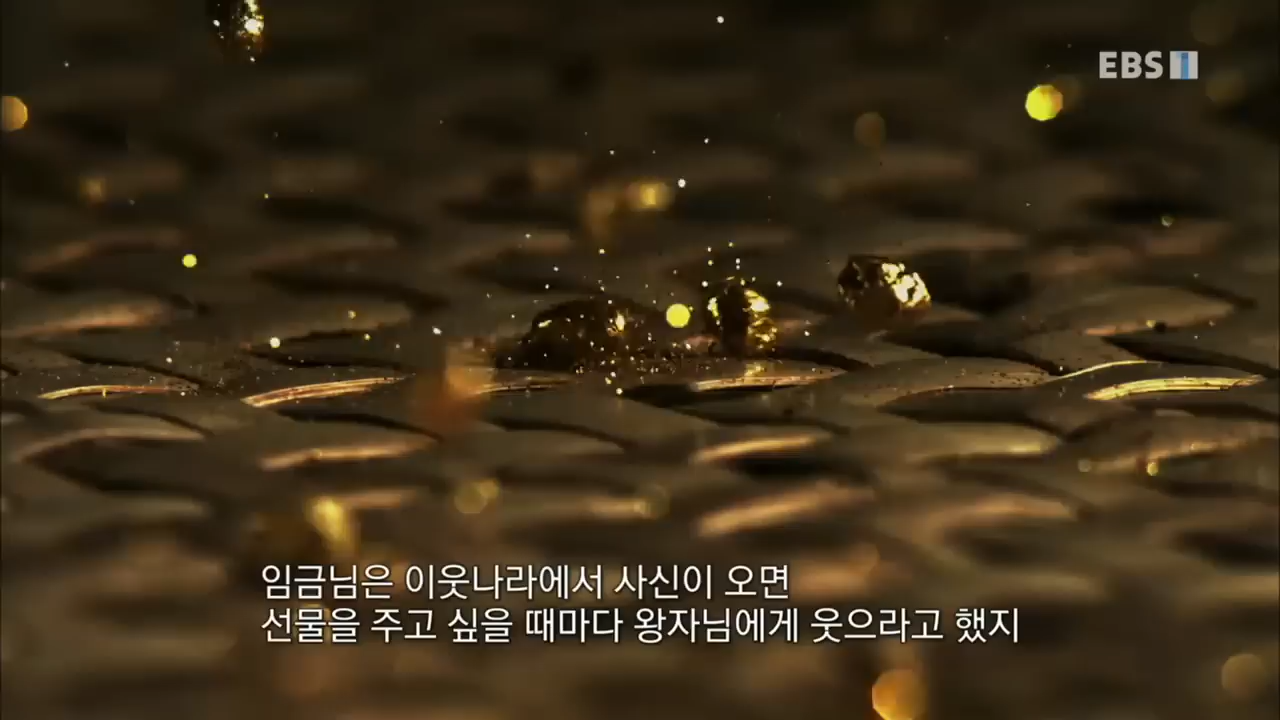 EBS 1
임금님은 이웃나라에서 사신이 오면
선물을 주고 싶을 때마다 왕자님에게 웃으라고 했지